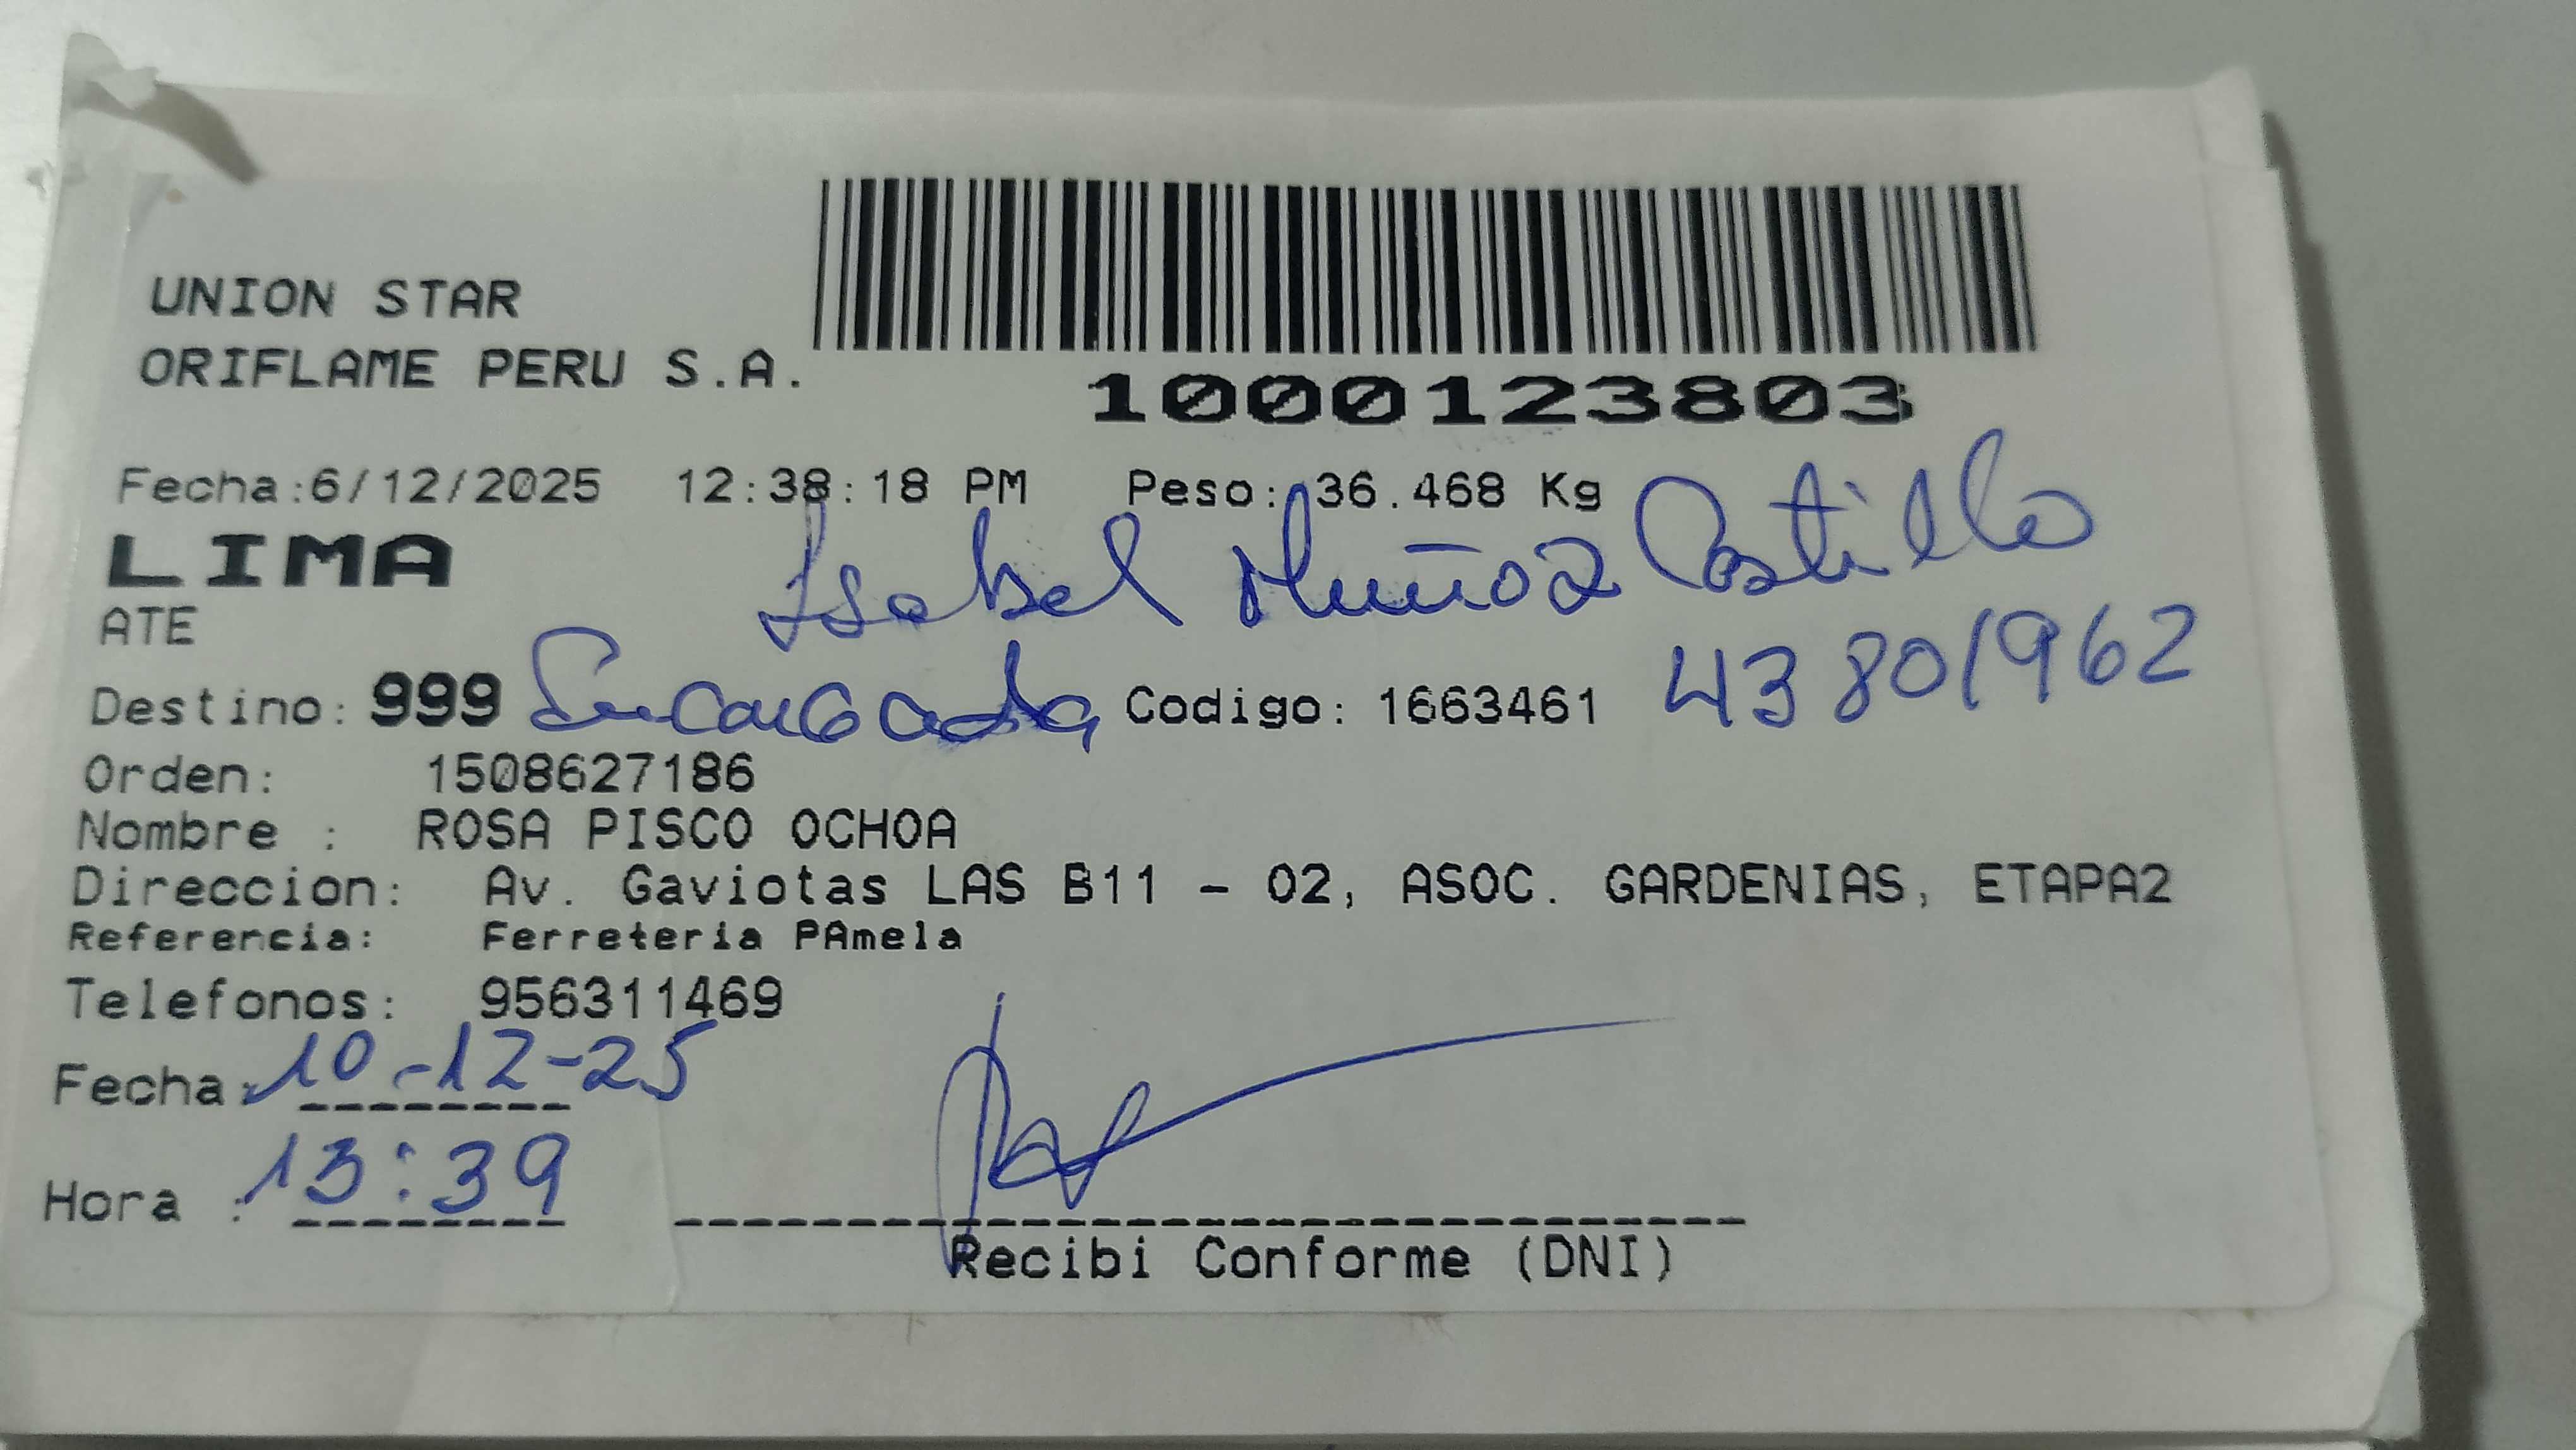 UNION STAR
ORIFLAME PERU S.A.
1000123803
Fecha:6/12/2025 12:38:18 PM Peso: 36.468 Kg
LIMA
Isabel Muñoz Castillo
ATE
Destino: 999 Encargada Codigo: 1663461 43801962
Orden: 1508627186
Nombre : ROSA PISCO OCHOA
Direccion: Av. Gaviotas LAS B11 - 02, ASOC. GARDENIAS, ETAPA2
Referencia: Ferreteria PAmela
Telefonos: 956311469
Fecha: 10-12-25
Hora : 13:39
Recibi Conforme (DNI)